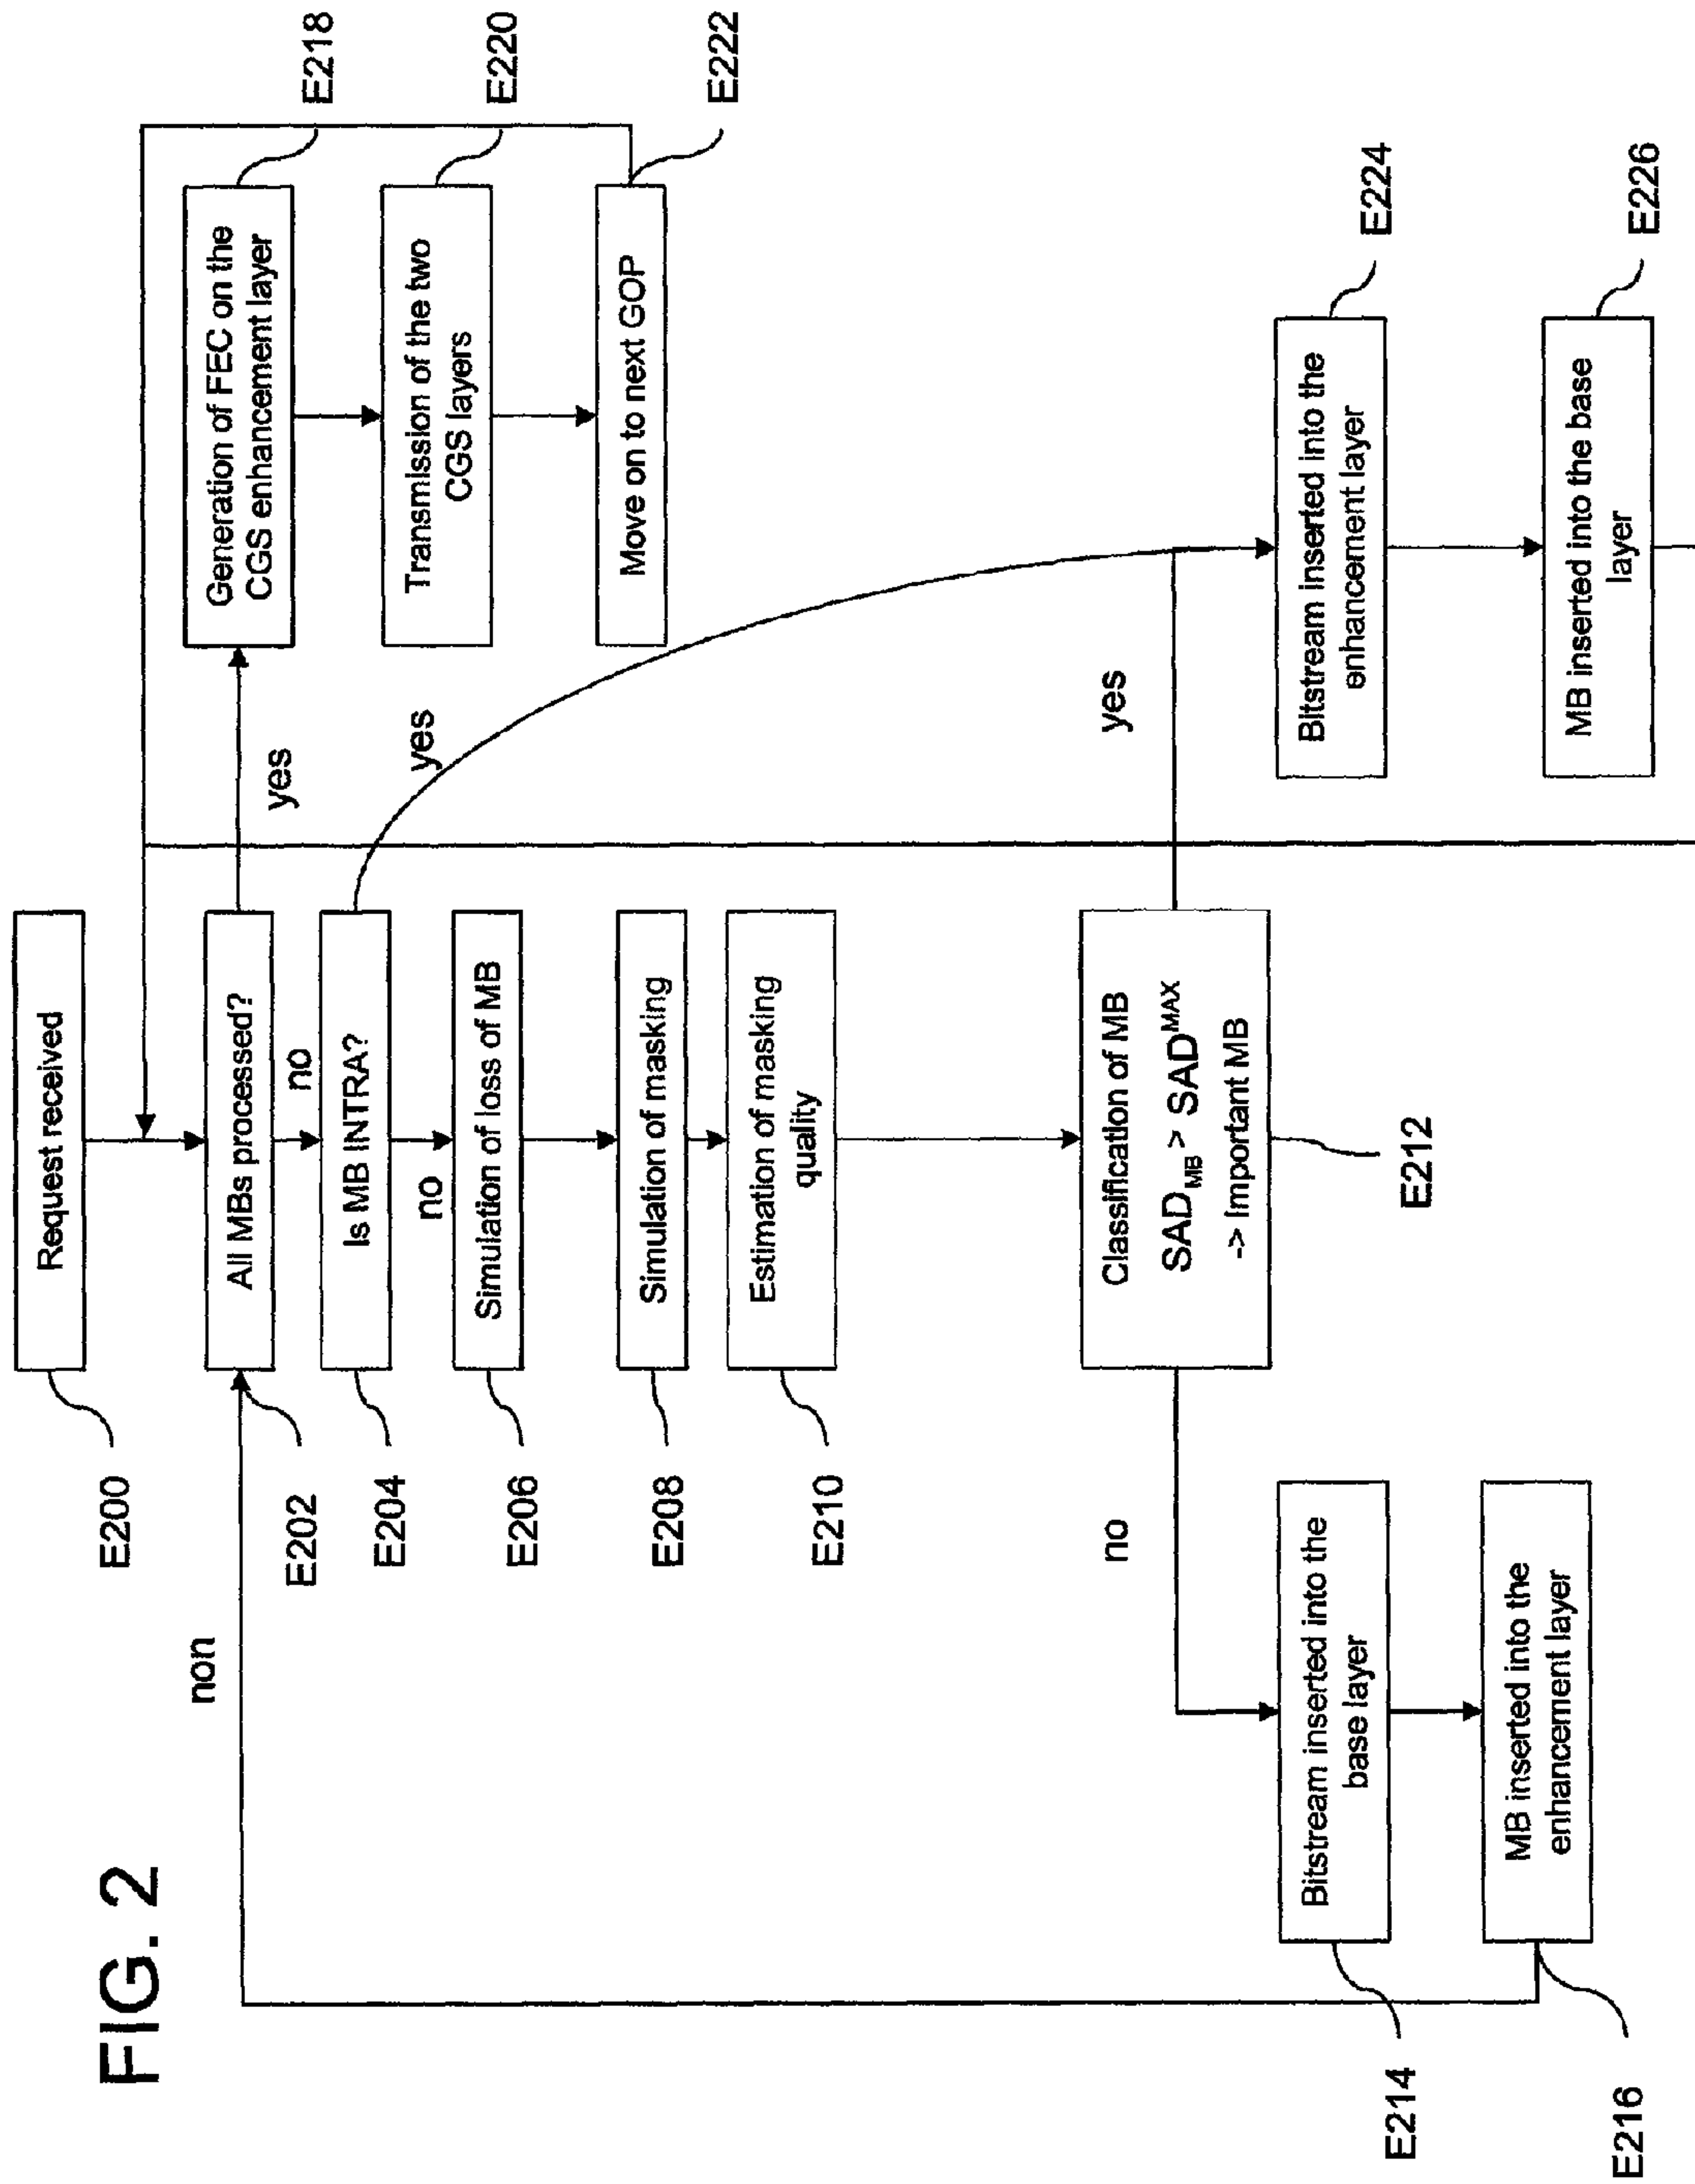 FIG. 2
Request received
E200
All MBs processed?
E202
non
no
yes
Is MB INTRA?
E204
no
yes
Simulation of loss of MB
E206
Simulation of masking
E208
Estimation of masking
quality
E210
Classification of MB
SAD_MB > SAD^MAX
-> Important MB
E212
no
yes
Bitstream inserted into the
base layer
E214
MB inserted into the
enhancement layer
E216
Generation of FEC on the
CGS enhancement layer
E218
Transmission of the two
CGS layers
E220
Move on to next GOP
E222
Bitstream inserted into the
enhancement layer
E224
MB inserted into the base
layer
E226